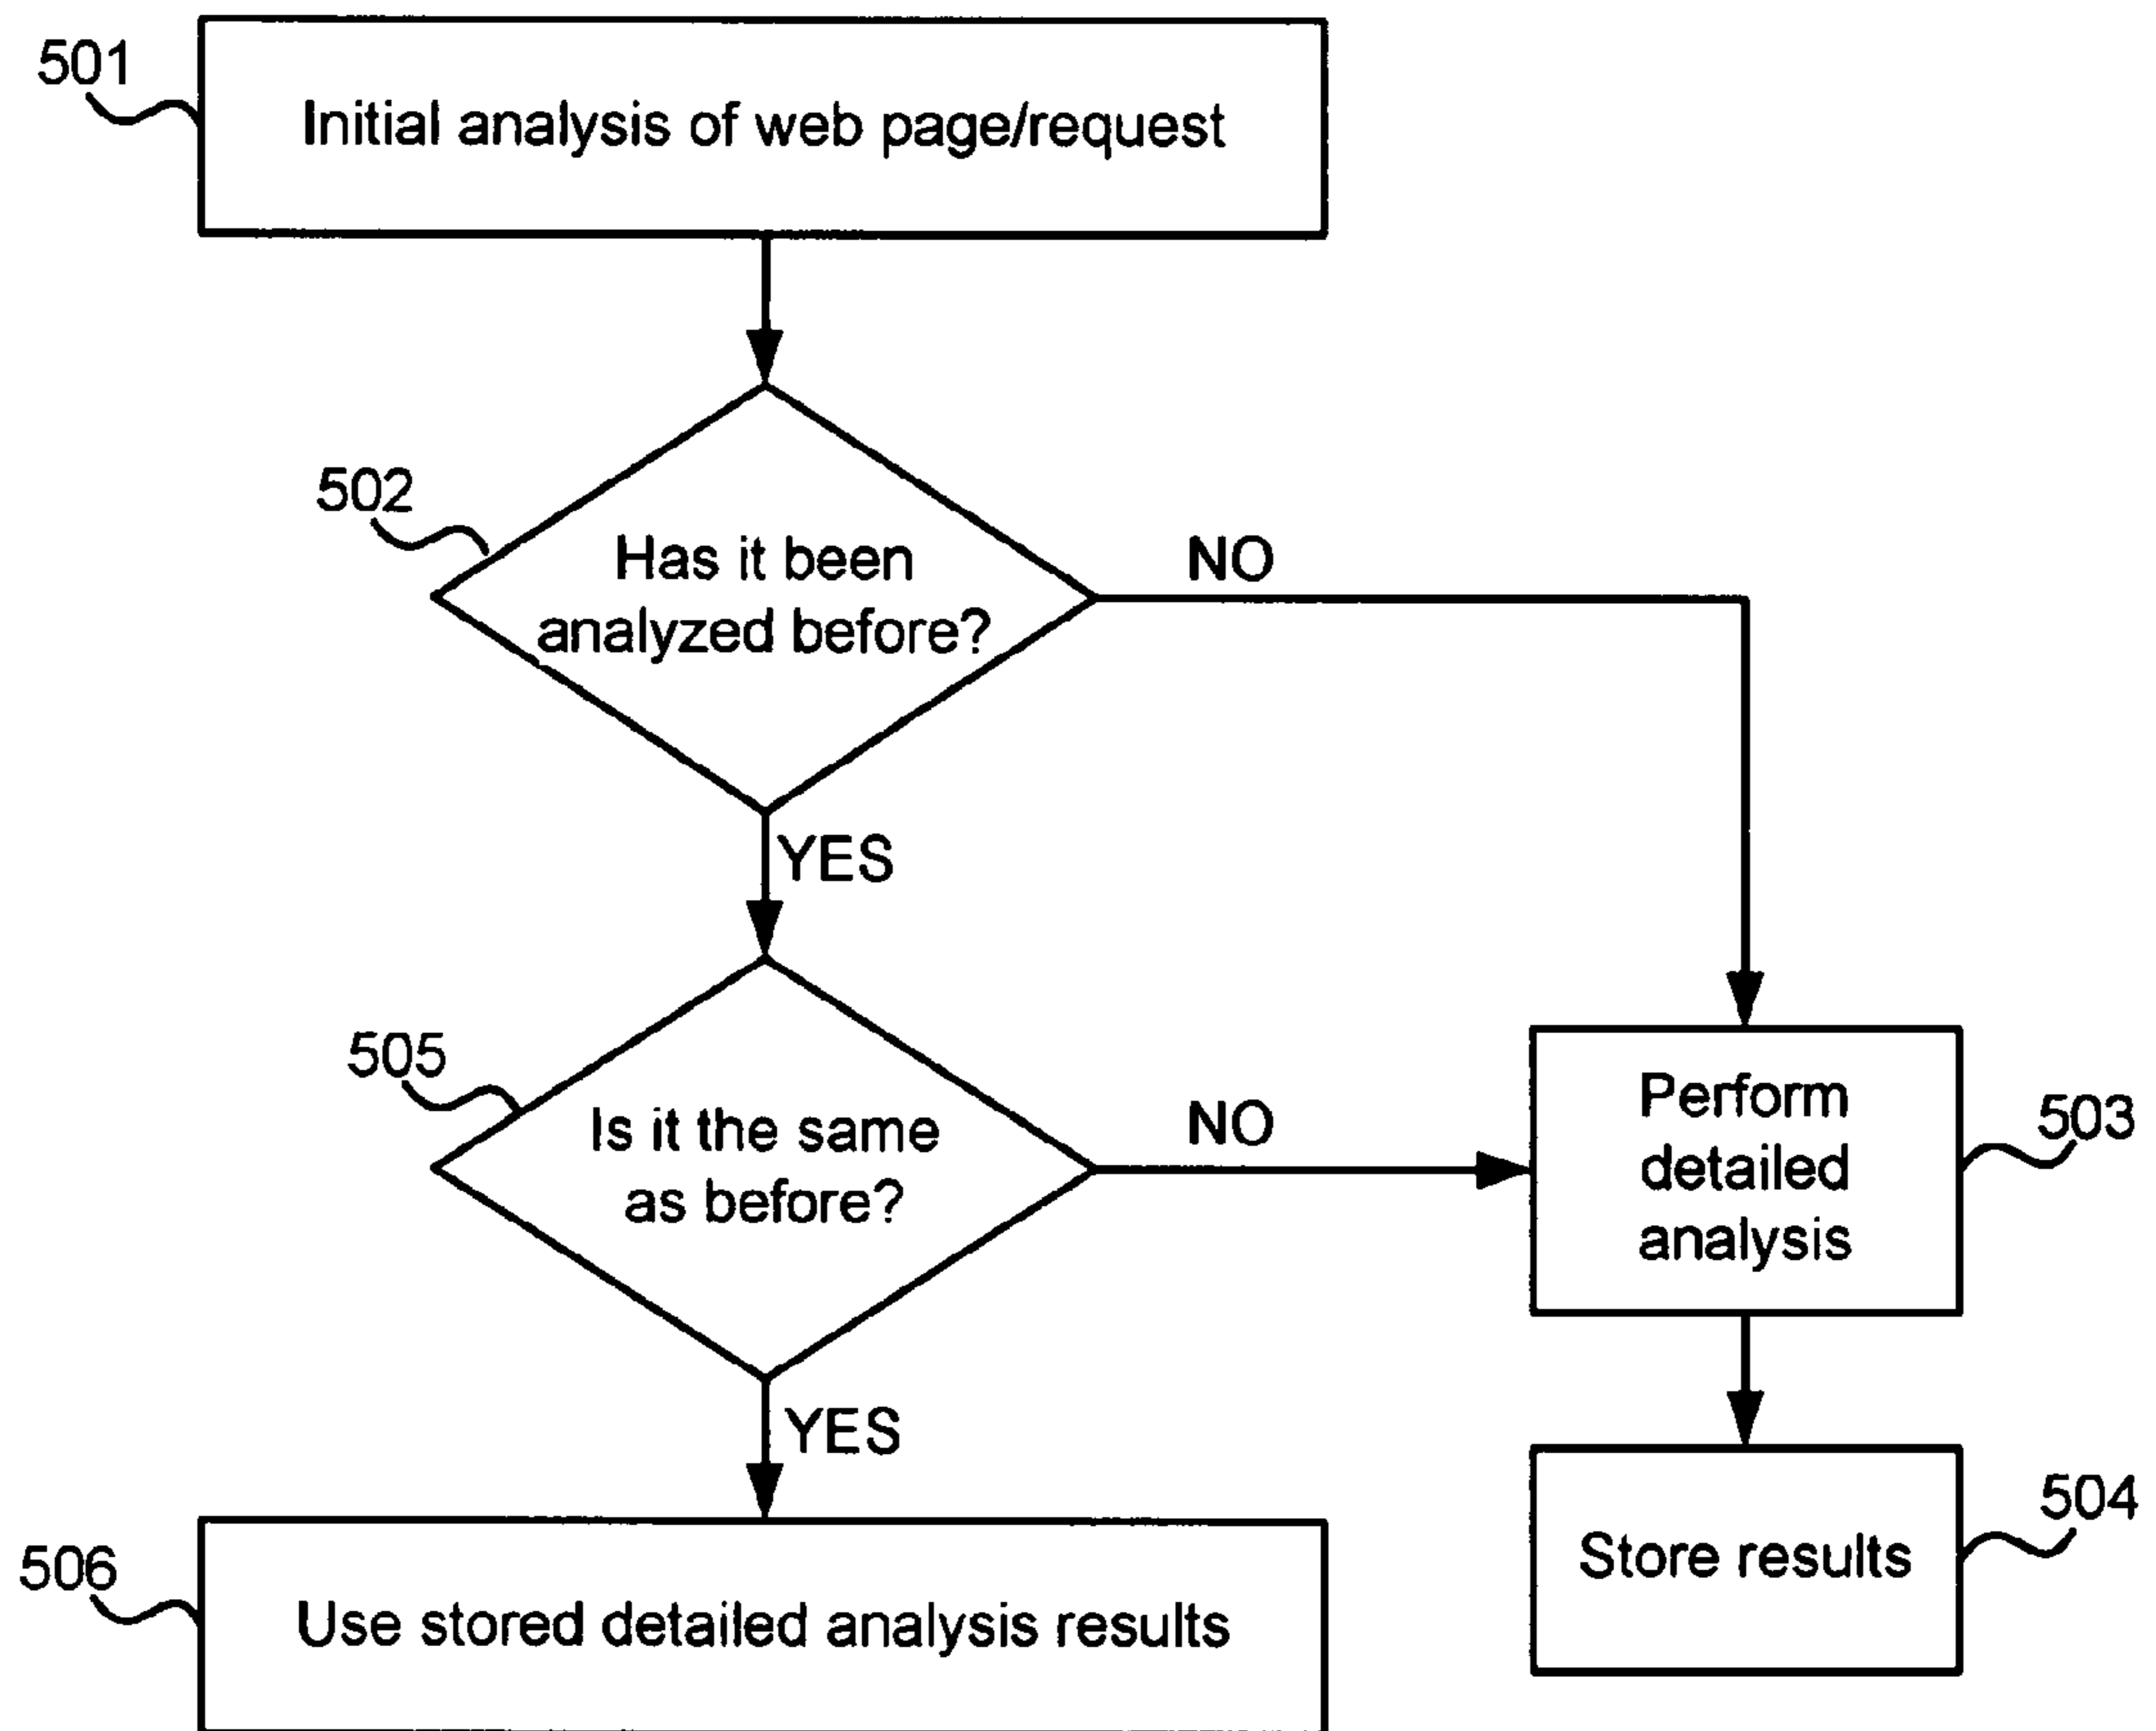 501
Initial analysis of web page/request
502
Has it been
analyzed before?
NO
YES
505
Is it the same
as before?
NO
Perform
detailed
analysis
503
YES
504
Store results
506
Use stored detailed analysis results